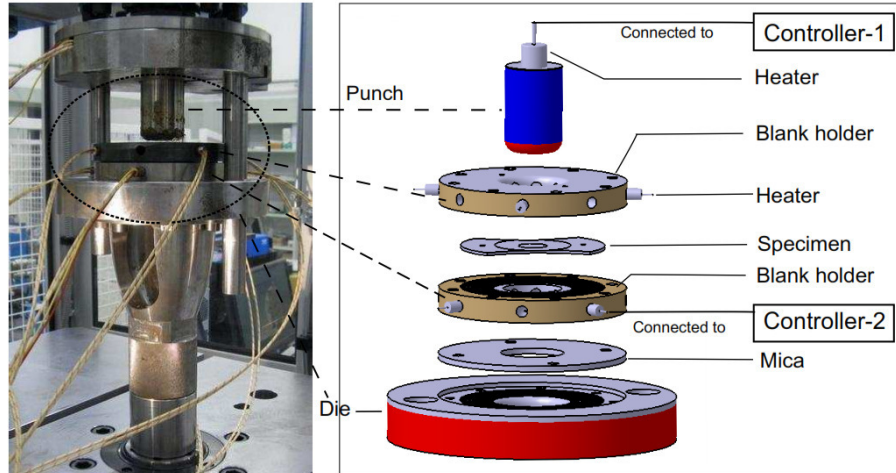 Connected to
Controller-1
Heater
Punch
Blank holder
Heater
Specimen
Blank holder
Connected to
Controller-2
Mica
Die